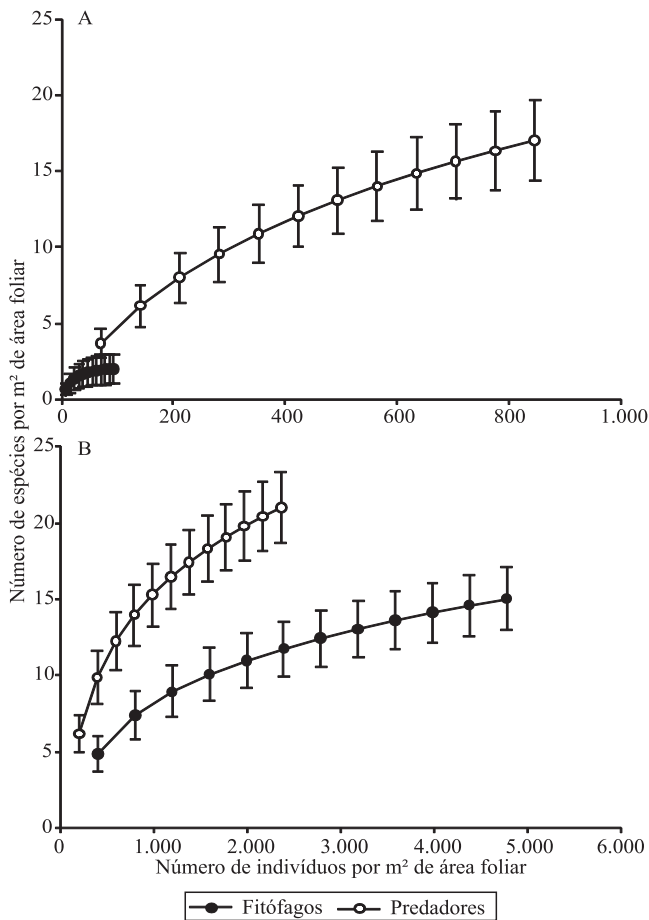 A
25
20
15
10
5
0
0 200 400 600 800 1.000
Número de espécies por m² de área foliar
B
25
20
15
10
5
0
0 1.000 2.000 3.000 4.000 5.000 6.000
Número de indivíduos por m² de área foliar
Fitófagos Predadores